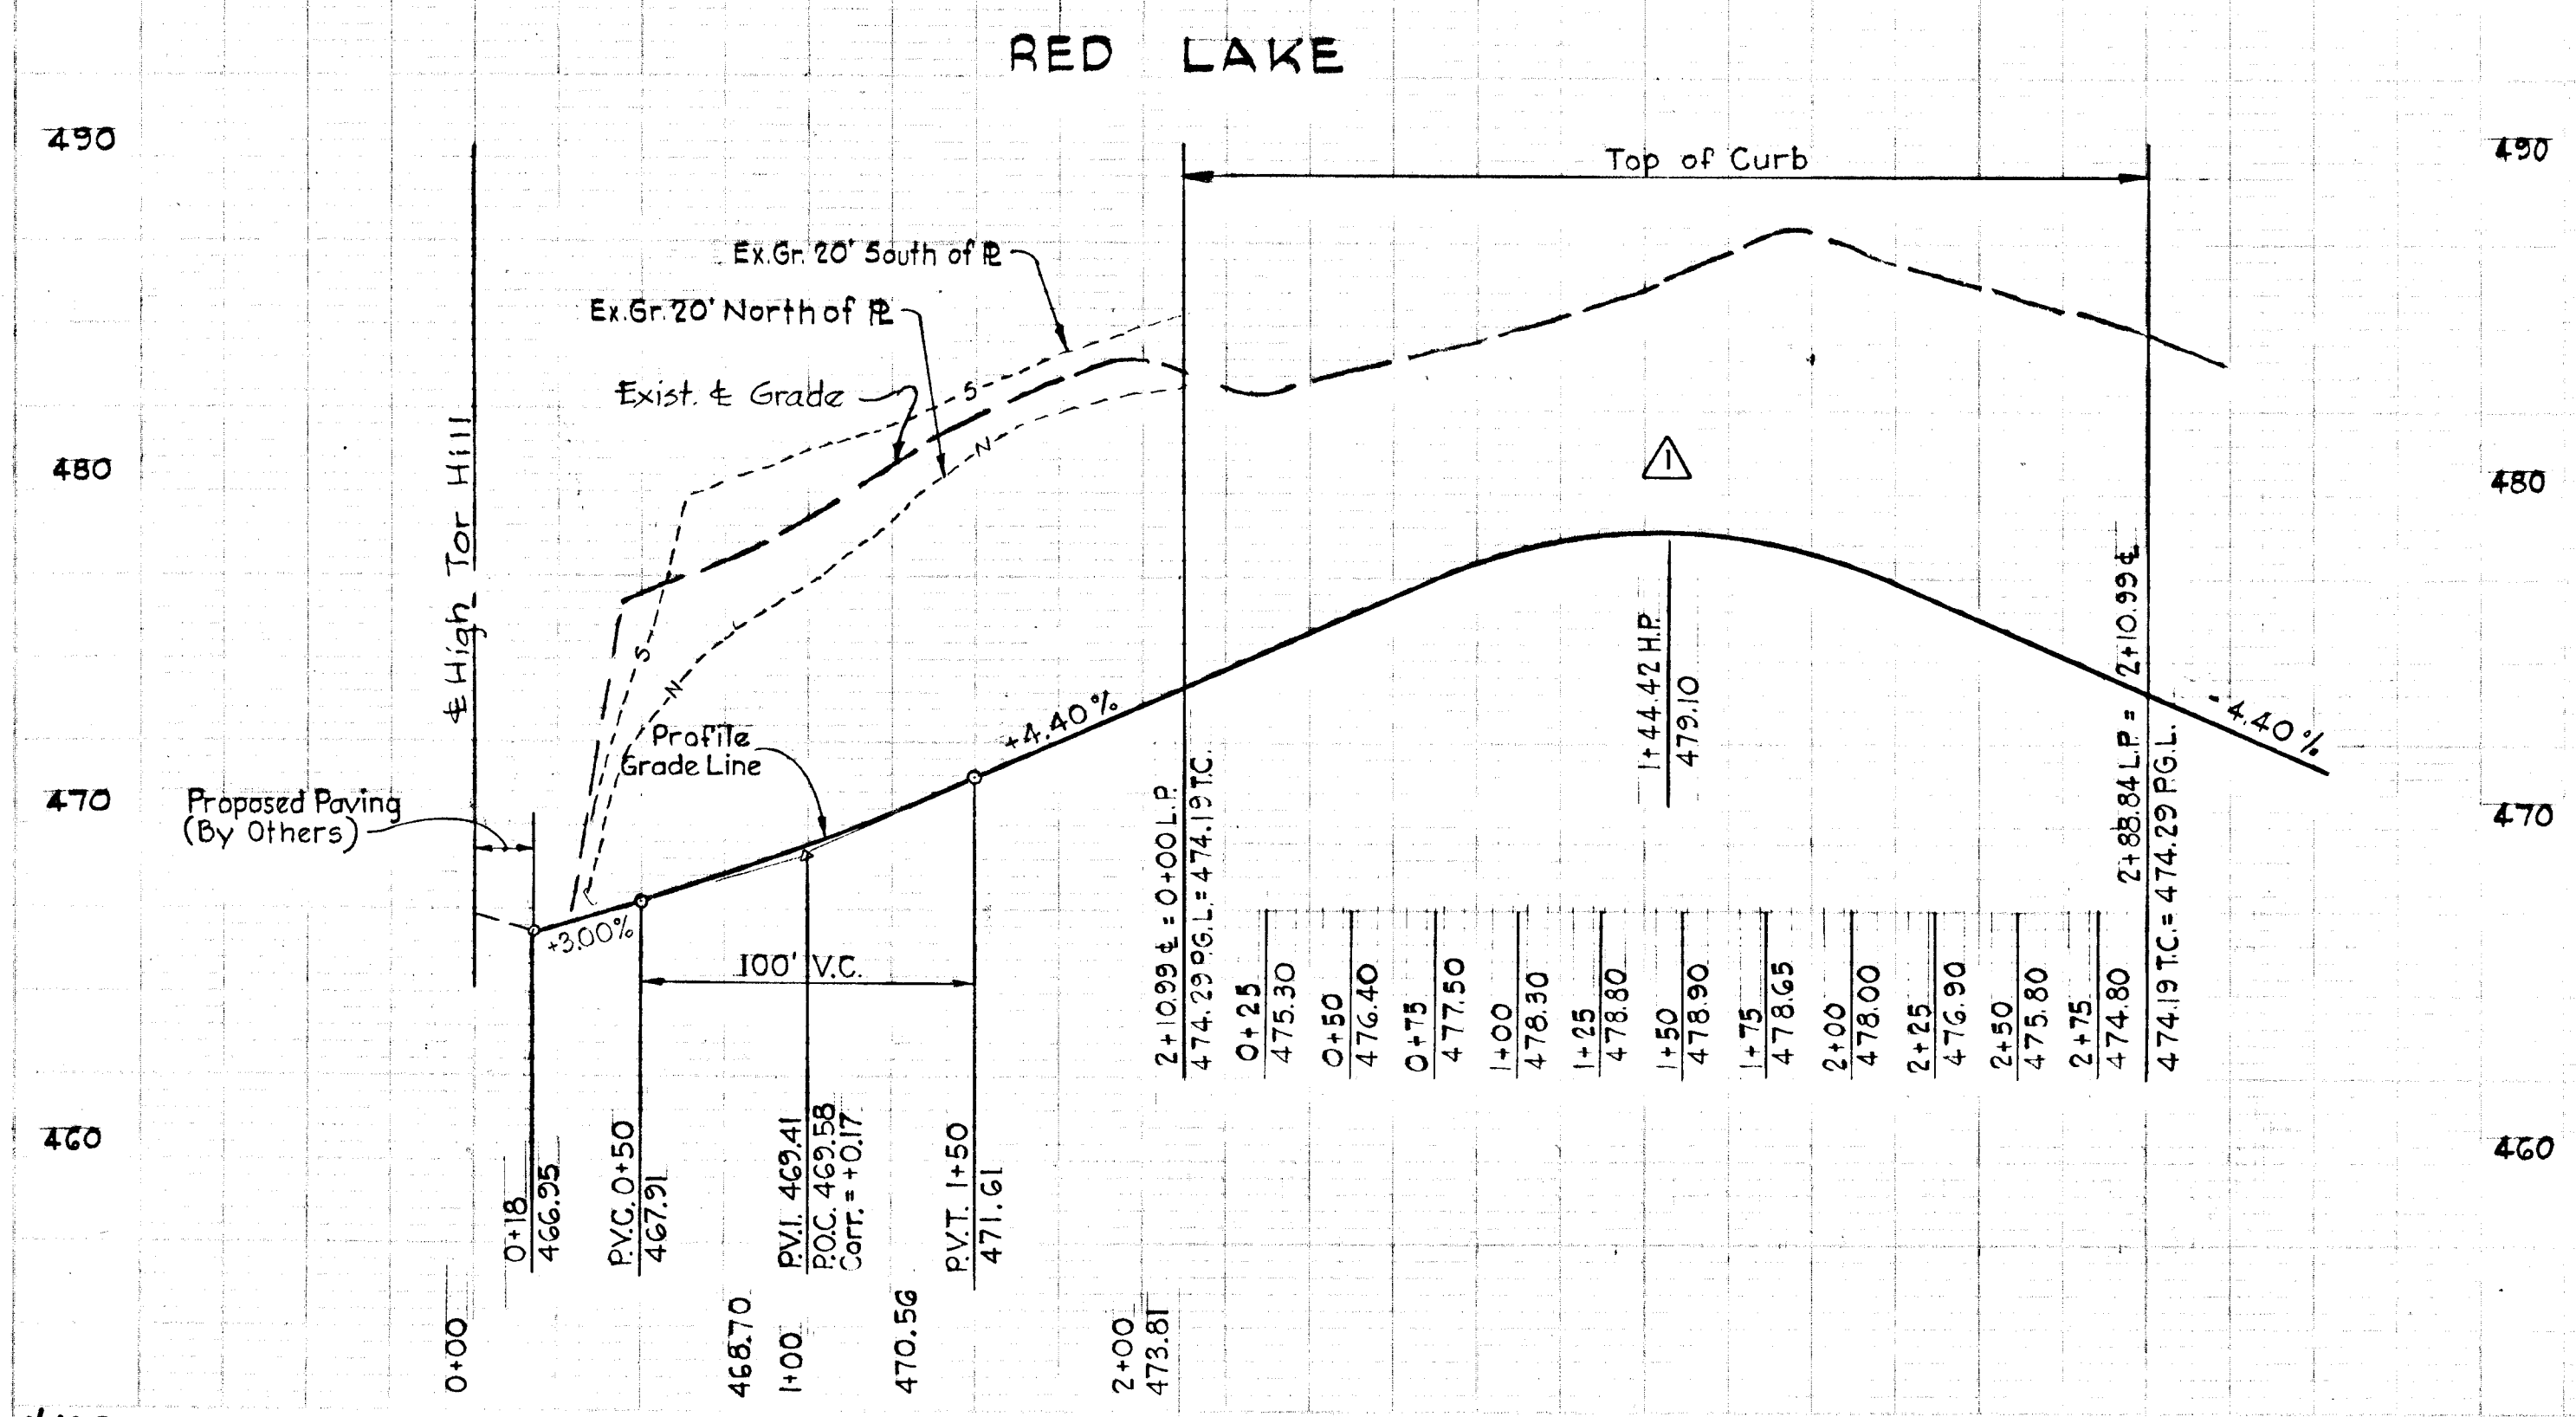 RED LAKE
490
490
Top of Curb
Ex.Gr. 20' South of ⅊
Ex.Gr. 20' North of ⅊
Exist. ℄ Grade
S
N
480
480
1
℄ High Tor Hill
S
N
Profile
Grade Line
+4.40%
-4.40%
470
470
Proposed Paving
(By Others)
+3.00%
100' V.C.
1+44.42 H.P.
479.10
2+10.99 ℄ = 0+00 L.P.
474.29 P.G.L. = 474.19 T.C.
0+25
475.30
0+50
476.40
0+75
477.50
1+00
478.30
1+25
478.80
1+50
478.90
1+75
478.65
2+00
478.00
2+25
476.90
2+50
475.80
2+75
474.80
2+88.84 L.P. = 2+10.99 ℄
474.19 T.C. = 474.29 P.G.L.
460
460
0+18
466.95
P.V.C. 0+50
467.91
P.V.I. 469.41
P.O.C. 469.58
Corr. = +0.17
P.V.T. 1+50
471.61
0+00
468.70
1+00
470.56
2+00
473.81